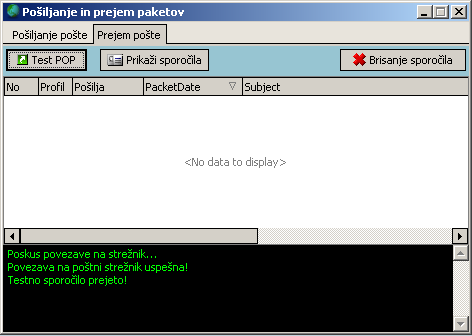 Pošiljanje in prejem paketov
Pošiljanje pošte Prejem pošte
Test POP Prikaži sporočila Brisanje sporočila
No Profil Pošilja PacketDate Subject
<No data to display>
Poskus povezave na strežnik...
Povezava na poštni strežnik uspešna!
Testno sporočilo prejeto!